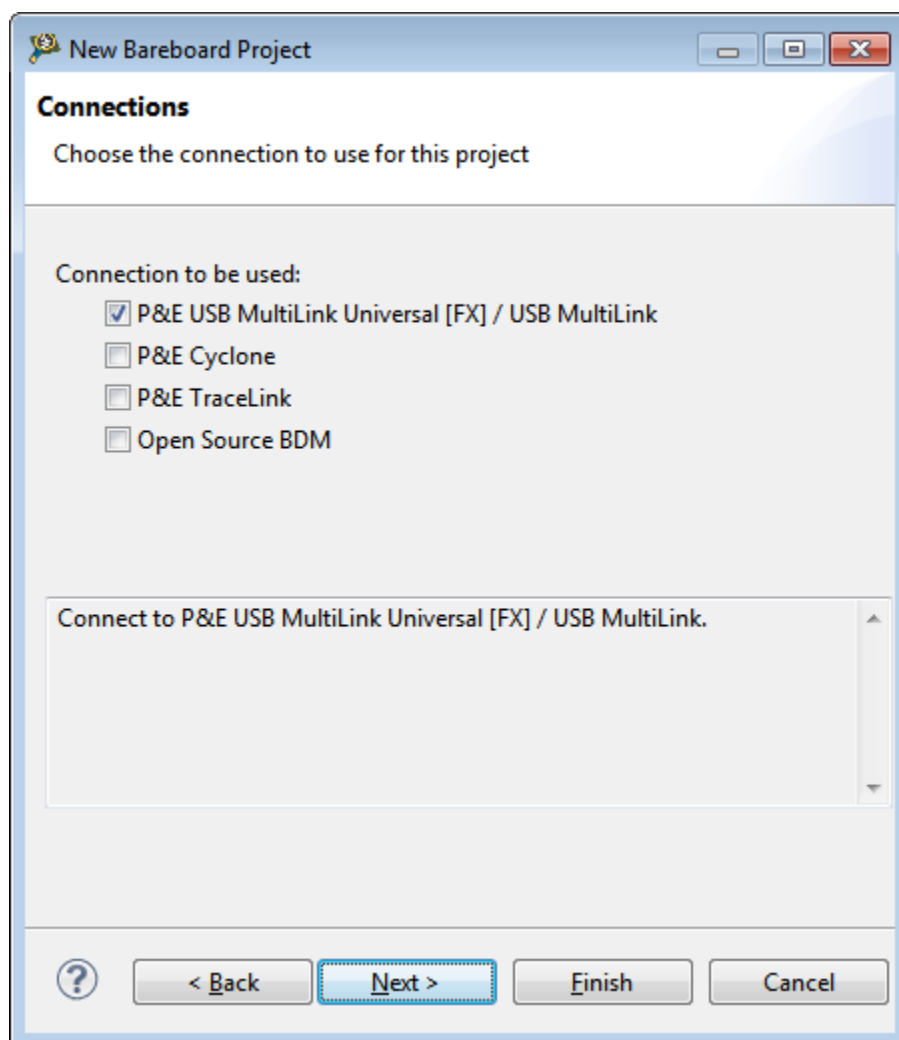 New Bareboard Project
Connections
Choose the connection to use for this project
Connection to be used:
P&E USB MultiLink Universal [FX] / USB MultiLink
P&E Cyclone
P&E TraceLink
Open Source BDM
Connect to P&E USB MultiLink Universal [FX] / USB MultiLink.
? < Back Next > Finish Cancel